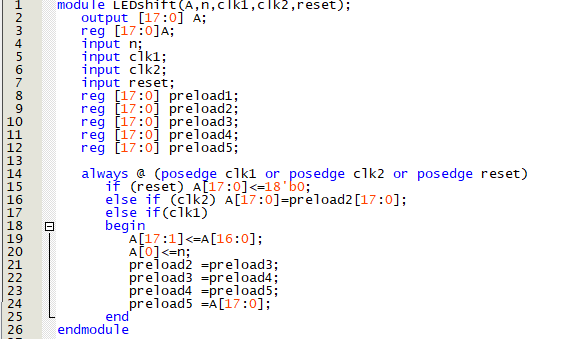 1 module LEDshift(A,n,clk1,clk2,reset);
2 output [17:0] A;
3 reg [17:0]A;
4 input n;
5 input clk1;
6 input clk2;
7 input reset;
8 reg [17:0] preload1;
9 reg [17:0] preload2;
10 reg [17:0] preload3;
11 reg [17:0] preload4;
12 reg [17:0] preload5;
13
14 always @ (posedge clk1 or posedge clk2 or posedge reset)
15 if (reset) A[17:0]<=18'b0;
16 else if (clk2) A[17:0]=preload2[17:0];
17 else if(clk1)
18 begin
19 A[17:1]<=A[16:0];
20 A[0]<=n;
21 preload2 =preload3;
22 preload3 =preload4;
23 preload4 =preload5;
24 preload5 =A[17:0];
25 end
26 endmodule